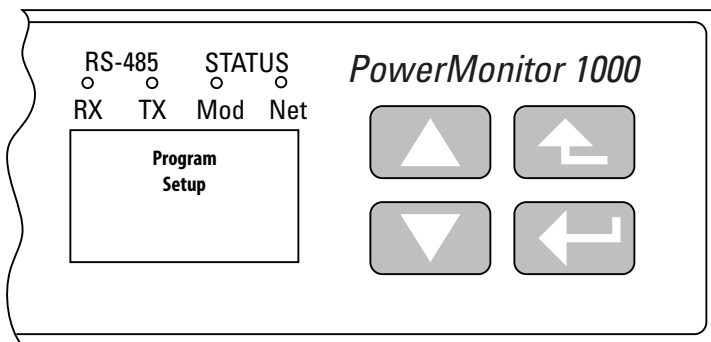 RS-485 STATUS
RX TX Mod Net
PowerMonitor 1000
Program
Setup